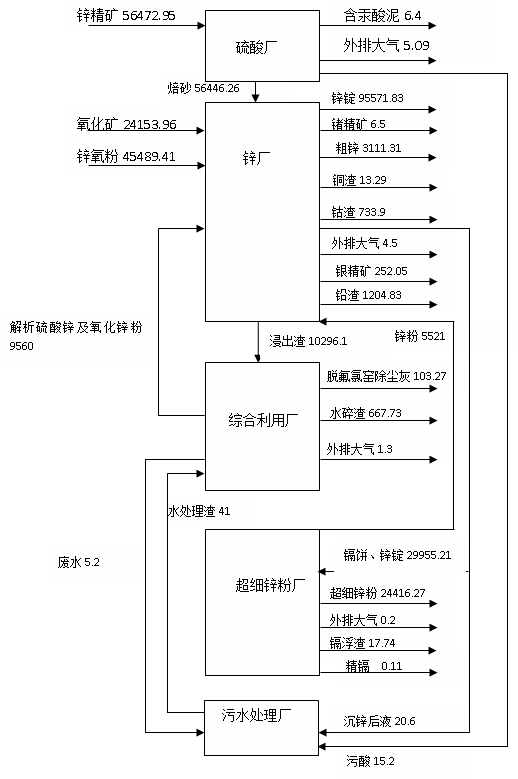 锌精矿 56472.95
硫酸厂
含汞酸泥 6.4
外排大气 5.09
焙砂 56446.26
氧化矿 24153.96
锌氧粉 45489.41
锌厂
锌锭 95571.83
锗精矿 6.5
粗锌 3111.31
铜渣 13.29
钴渣 733.9
外排大气 4.5
银精矿 252.05
铅渣 1204.83
解析硫酸锌及氧化锌粉
9560
浸出渣 10296.1
锌粉 5521
综合利用厂
脱氟氯窑除尘灰 103.27
水碎渣 667.73
外排大气 1.3
水处理渣 41
废水 5.2
超细锌粉厂
镉饼、锌锭 29955.21
超细锌粉 24416.27
外排大气 0.2
镉浮渣 17.74
精镉 0.11
污水处理厂
沉锌后液 20.6
污酸 15.2